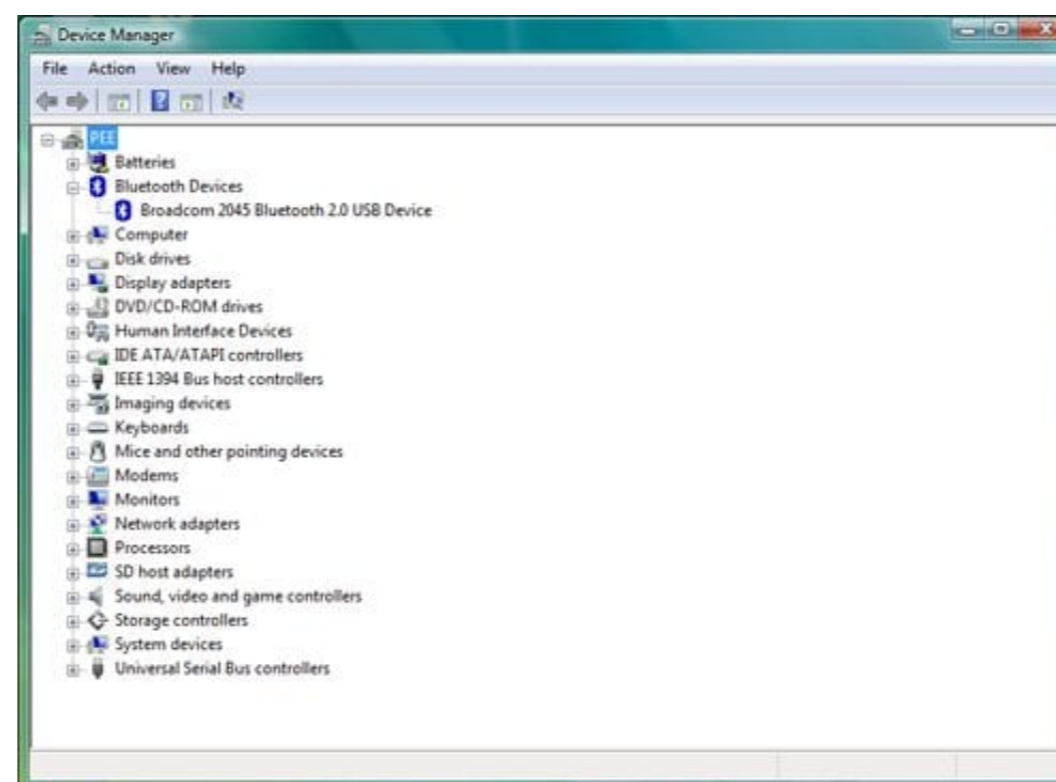 Device Manager
File Action View Help
PEE
Batteries
Bluetooth Devices
Broadcom 2045 Bluetooth 2.0 USB Device
Computer
Disk drives
Display adapters
DVD/CD-ROM drives
Human Interface Devices
IDE ATA/ATAPI controllers
IEEE 1394 Bus host controllers
Imaging devices
Keyboards
Mice and other pointing devices
Modems
Monitors
Network adapters
Processors
SD host adapters
Sound, video and game controllers
Storage controllers
System devices
Universal Serial Bus controllers